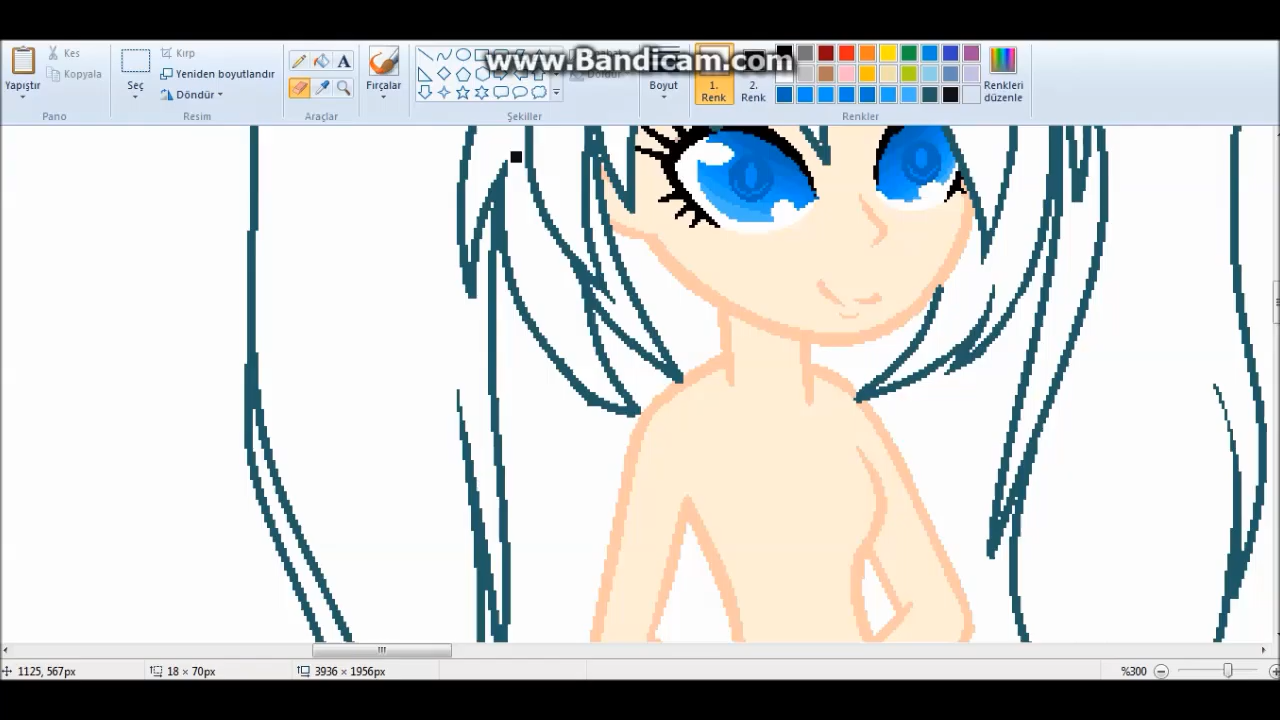 www.Bandicam.com
Yapıştır
Kes
Kopyala
Pano
Seç
Kırp
Yeniden boyutlandır
Döndür
Resim
A
Araçlar
Fırçalar
Şekiller
Boyut
1.
Renk
2.
Renk
Renkleri
düzenle
Renkler
1125, 567px
18 × 70px
3936 × 1956px
%300